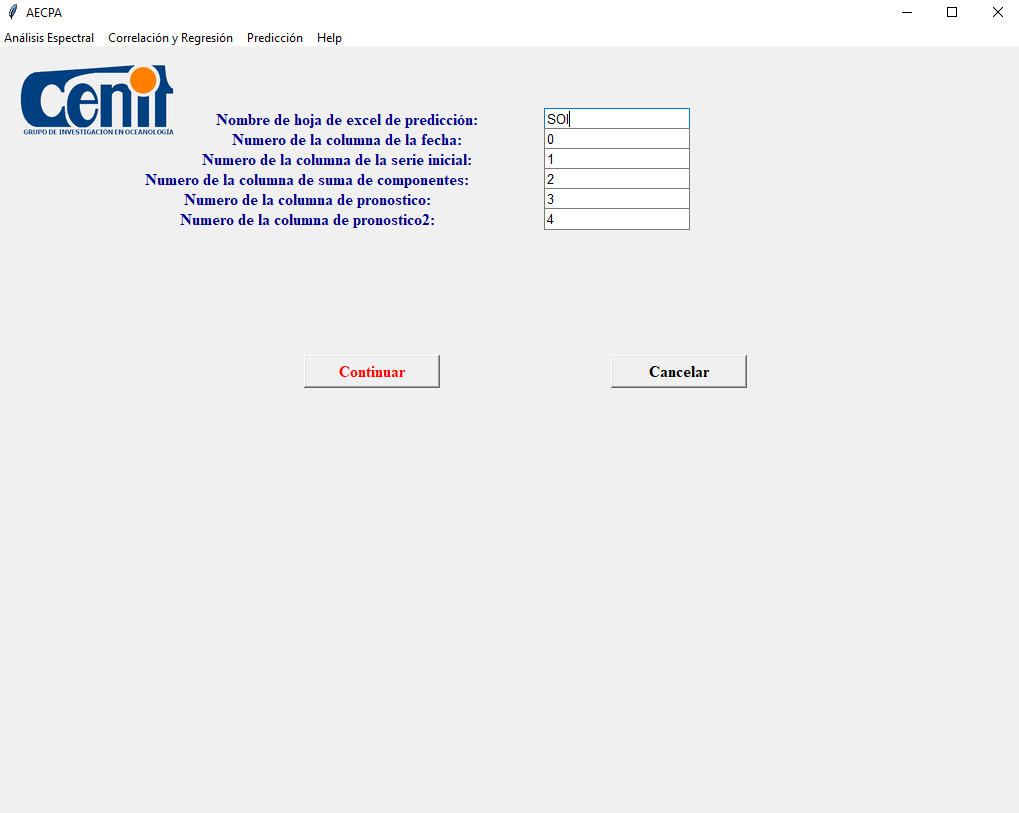 AECPA
Análisis Espectral Correlación y Regresión Predicción Help
cenit
GRUPO DE INVESTIGACIÓN EN OCEANOLOGÍA
Nombre de hoja de excel de predicción: SOI
Numero de la columna de la fecha: 0
Numero de la columna de la serie inicial: 1
Numero de la columna de suma de componentes: 2
Numero de la columna de pronostico: 3
Numero de la columna de pronostico2: 4
Continuar Cancelar